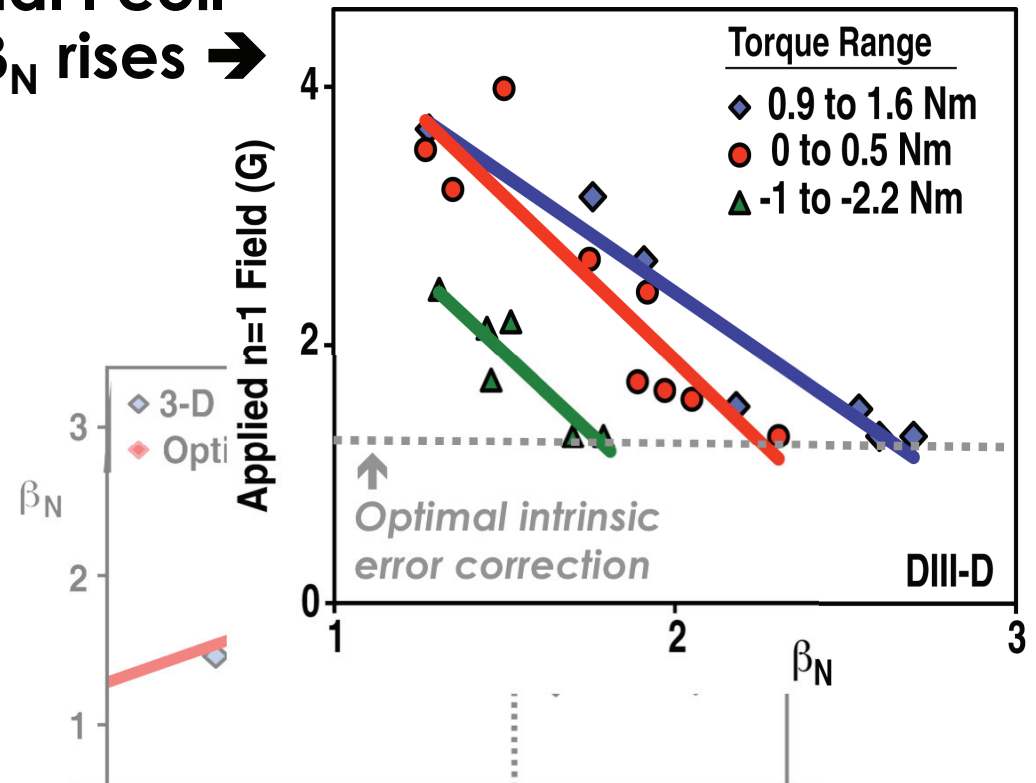 βN rises ➔
Torque Range
0.9 to 1.6 Nm
0 to 0.5 Nm
-1 to -2.2 Nm
Applied n=1 Field (G)
4
2
0
1
2
3
βN
Optimal intrinsic
error correction
DIII-D
3-D
3
2
1
βN